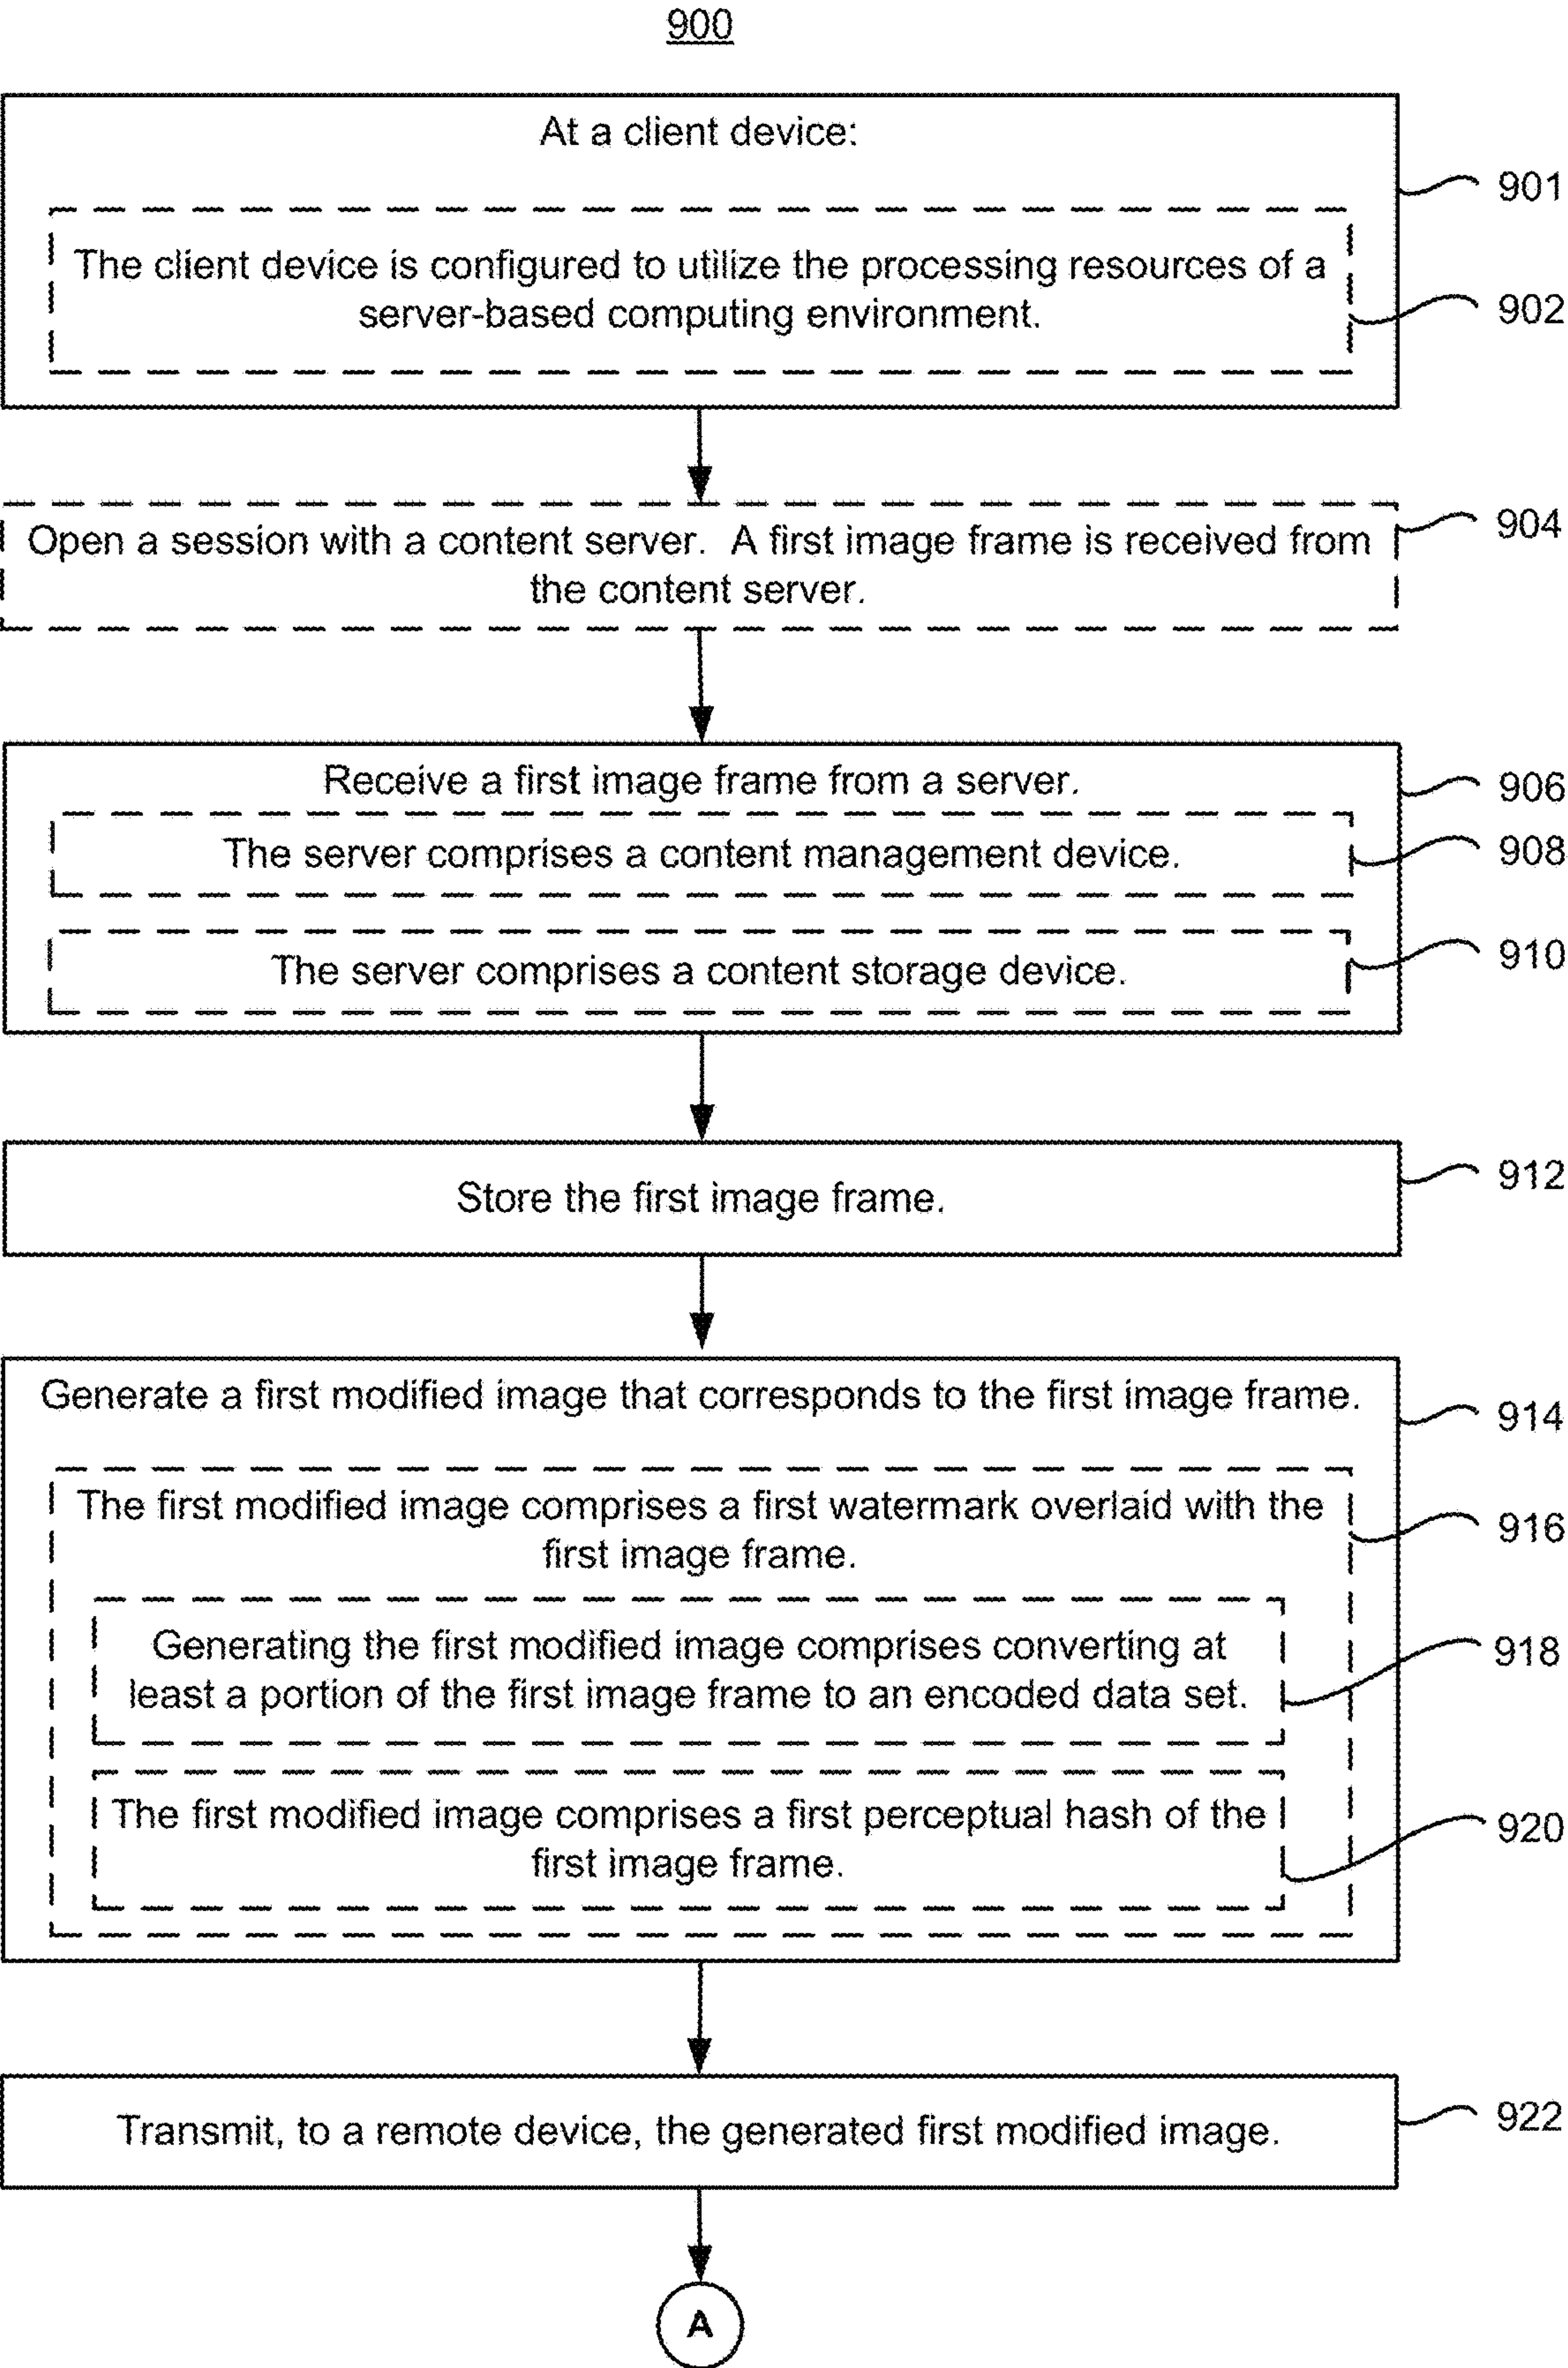 900
At a client device:
901
The client device is configured to utilize the processing resources of a
server-based computing environment.
902
Open a session with a content server.  A first image frame is received from
the content server.
904
Receive a first image frame from a server.
906
The server comprises a content management device.
908
The server comprises a content storage device.
910
Store the first image frame.
912
Generate a first modified image that corresponds to the first image frame.
914
The first modified image comprises a first watermark overlaid with the
first image frame.
916
Generating the first modified image comprises converting at
least a portion of the first image frame to an encoded data set.
918
The first modified image comprises a first perceptual hash of the
first image frame.
920
Transmit, to a remote device, the generated first modified image.
922
A